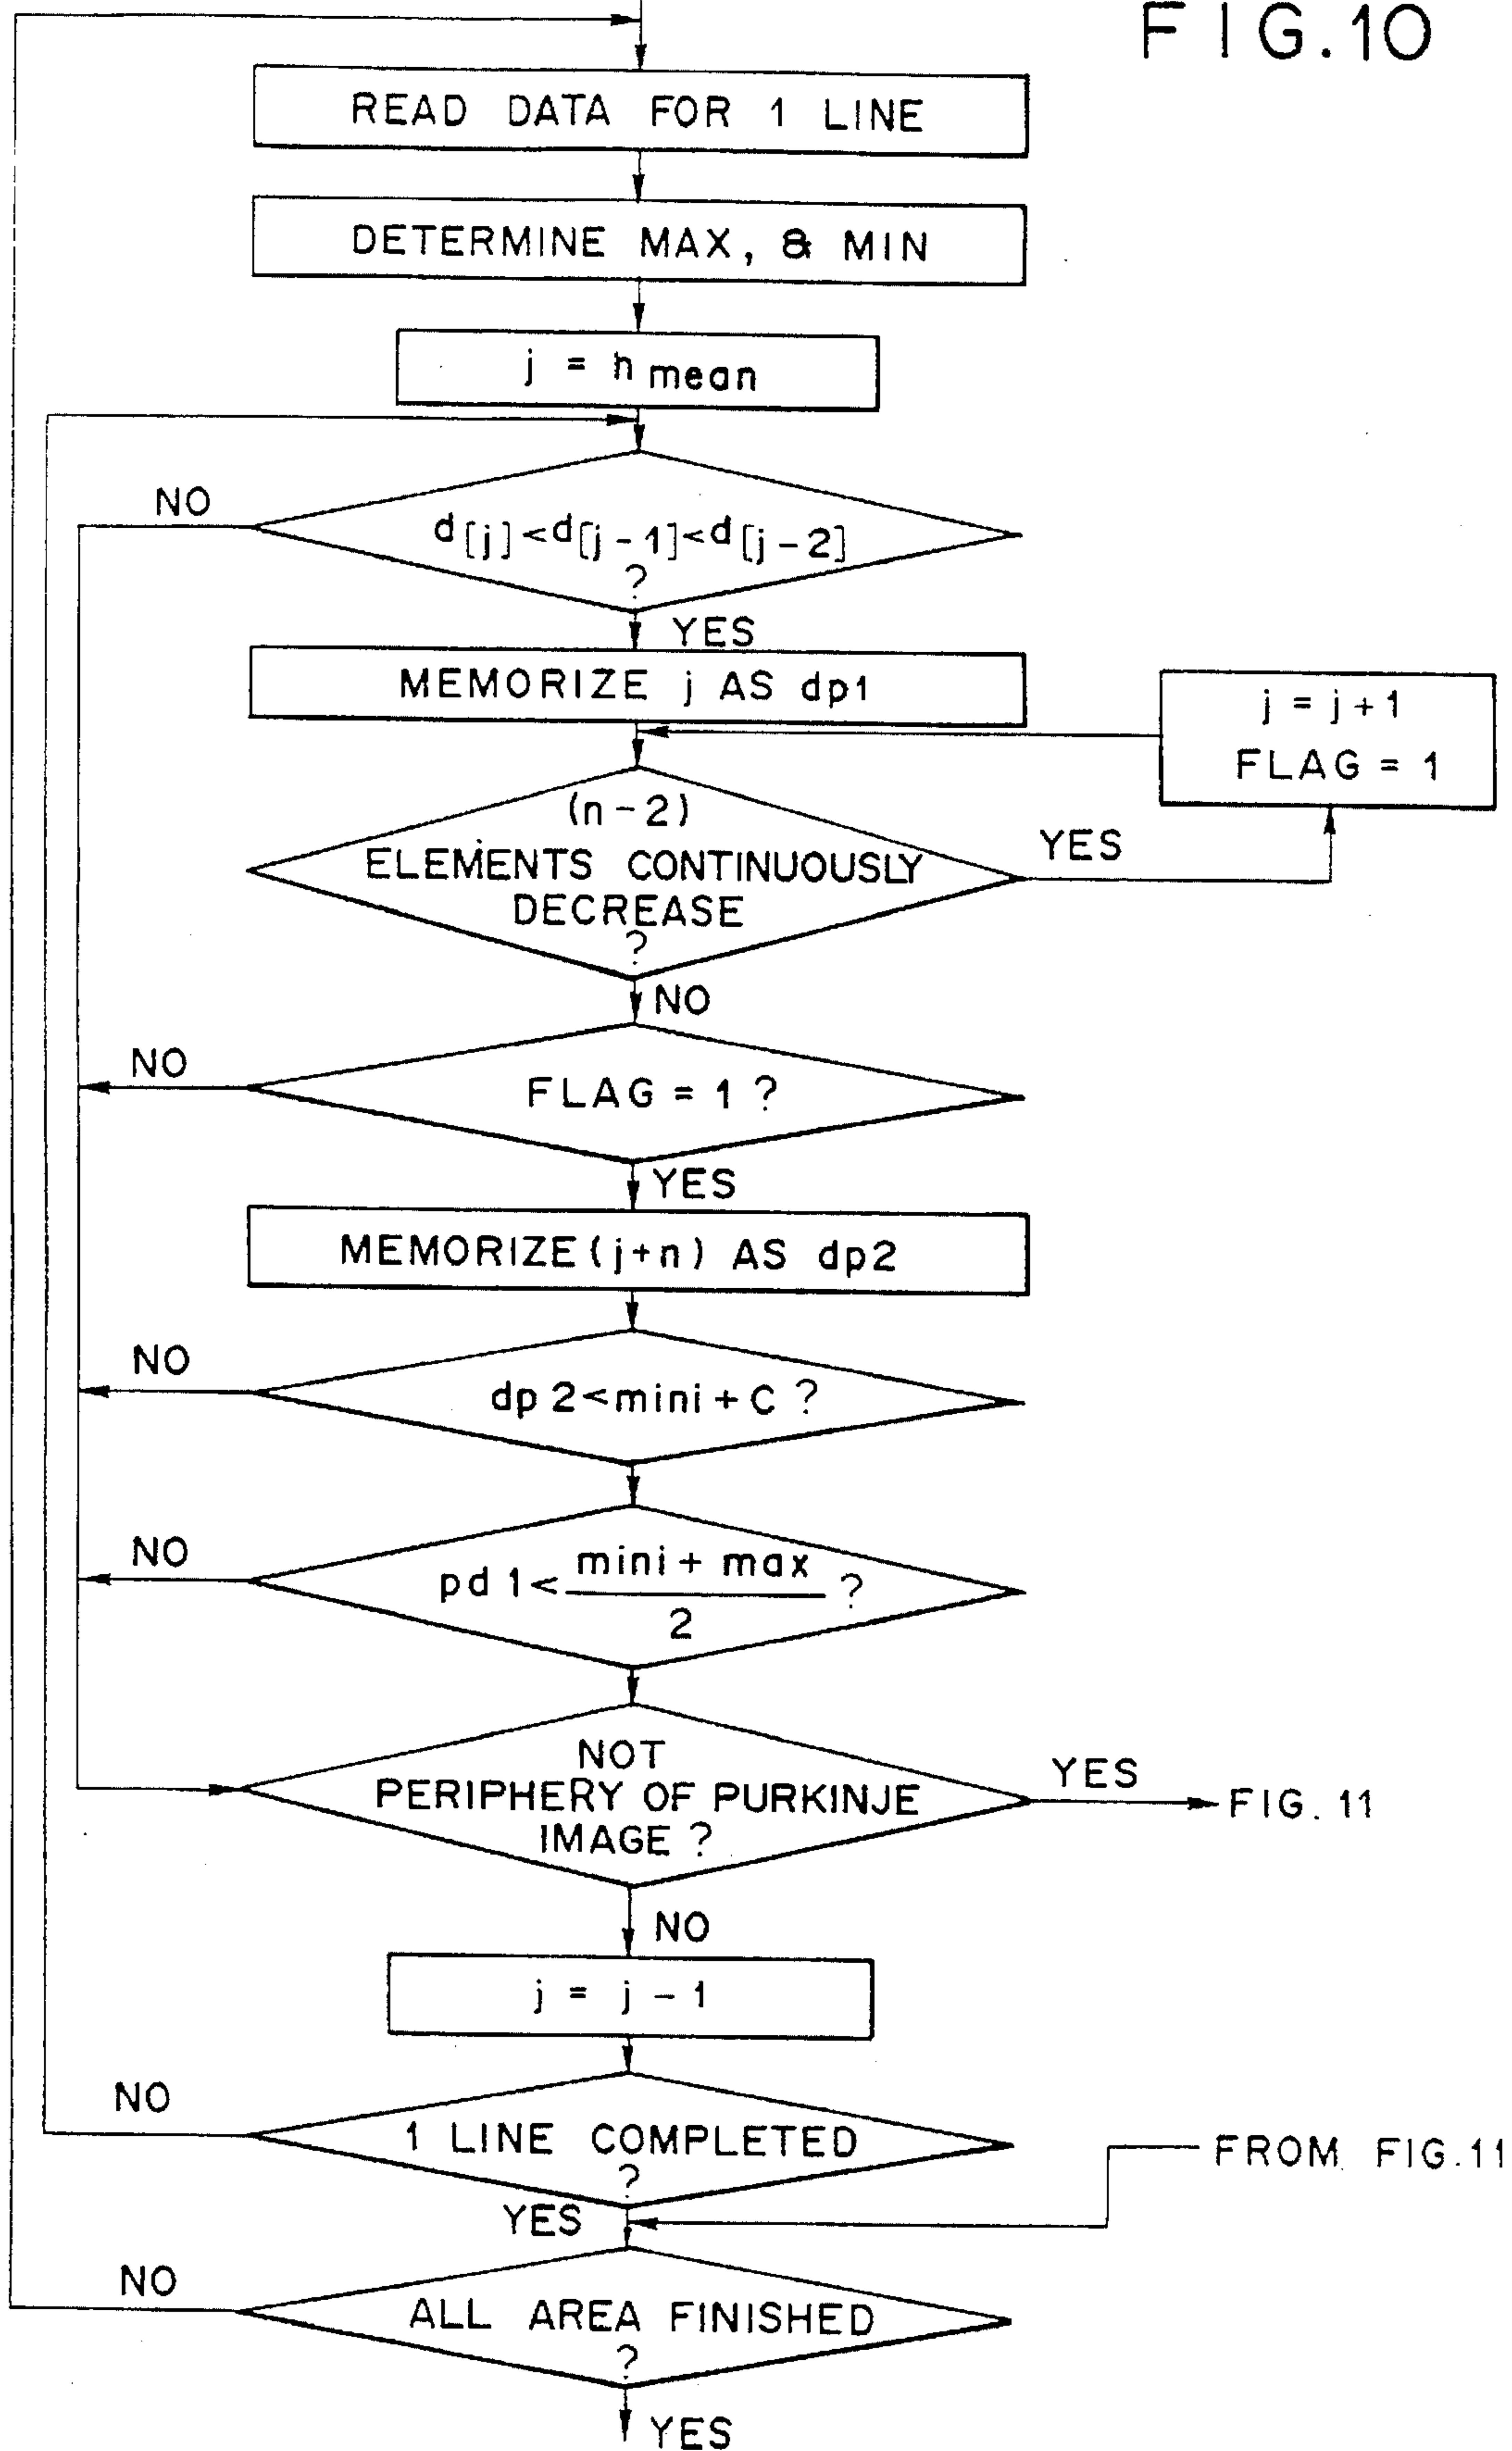 FIG.10
READ DATA FOR 1 LINE
DETERMINE MAX, & MIN
j = h mean
NO
d[j]<d[j-1]<d[j-2]
?
YES
MEMORIZE j AS dp1
j = j+1
FLAG = 1
(n-2)
ELEMENTS CONTINUOUSLY
DECREASE
?
YES
NO
NO
FLAG = 1 ?
YES
MEMORIZE(j+n) AS dp2
NO
dp 2<mini+C ?
NO
pd 1< mini+ max / 2 ?
NOT
PERIPHERY OF PURKINJE
IMAGE ?
YES
FIG. 11
NO
j = j - 1
NO
1 LINE COMPLETED
?
FROM FIG.11
YES
NO
ALL AREA FINISHED
?
YES